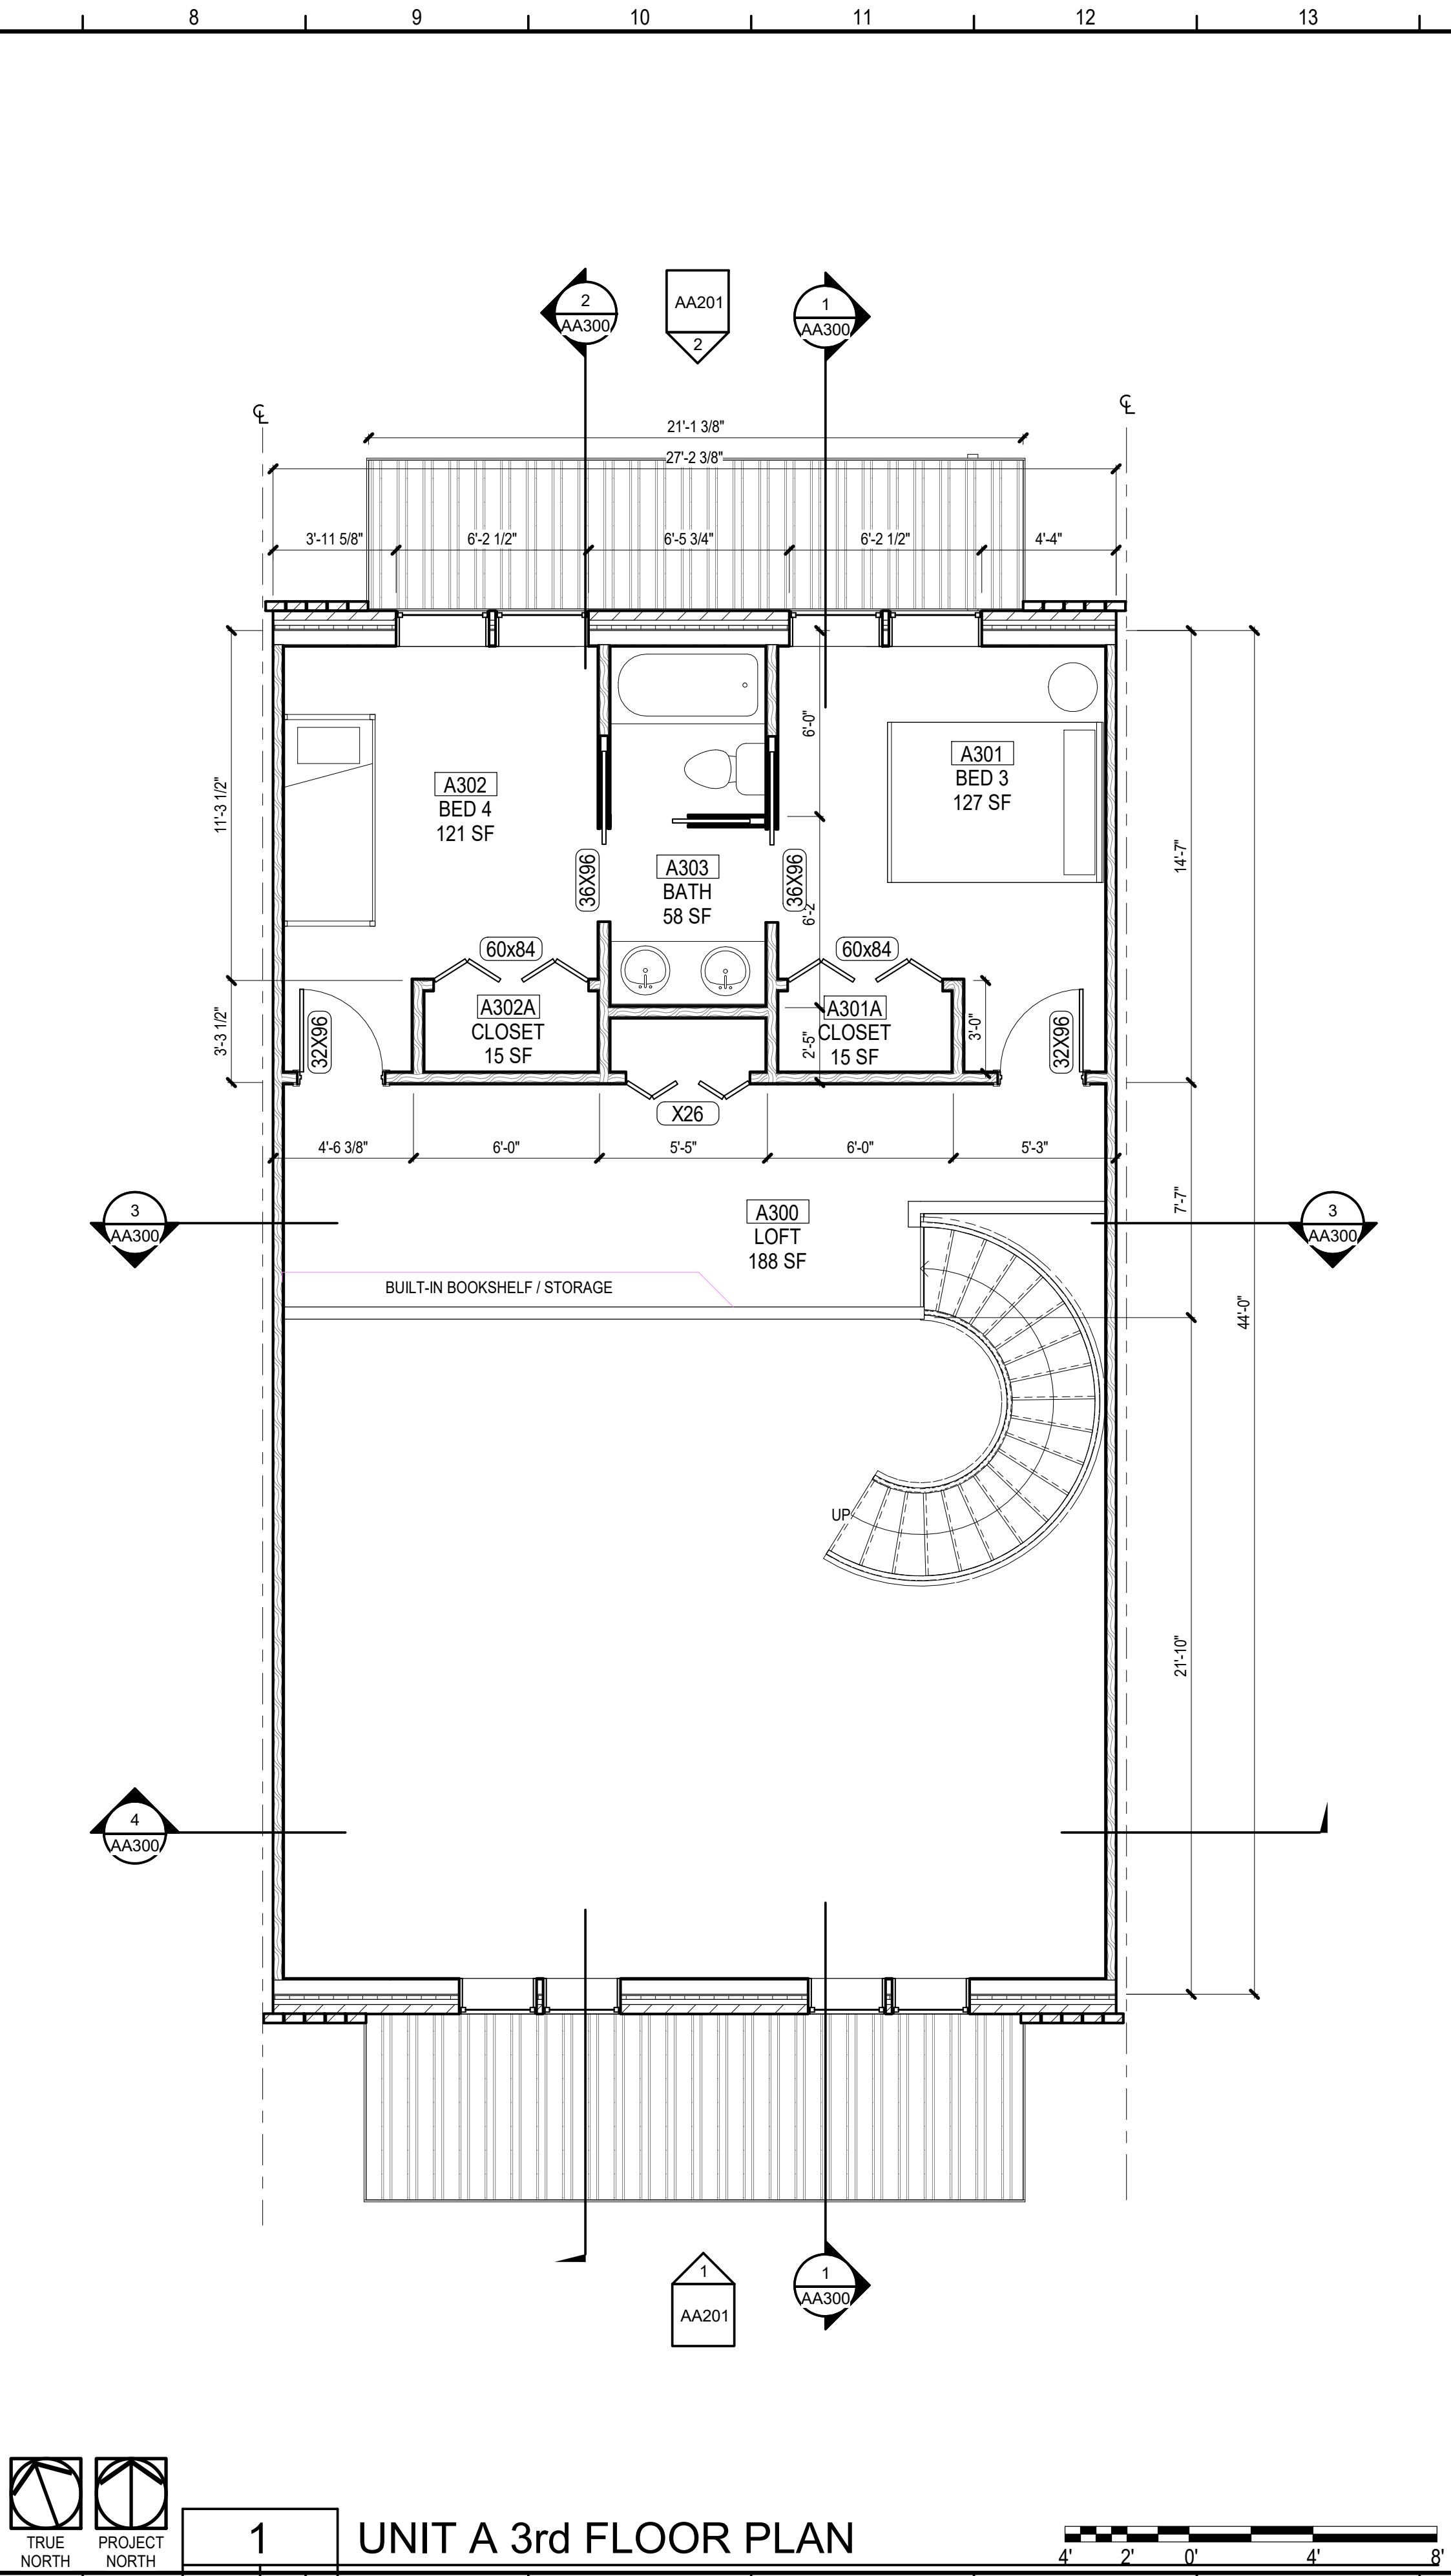 8 9 10 11 12 13
2 AA201 1
AA300 2 AA300
℄ ℄
21'-1 3/8"
27'-2 3/8"
3'-11 5/8" 6'-2 1/2" 6'-5 3/4" 6'-2 1/2" 4'-4"
11'-3 1/2"
3'-3 1/2"
A302
BED 4
121 SF
6'-0"
A301
BED 3
127 SF
14'-7"
36X96
A303
BATH
58 SF
36X96
6'-2
60x84 60x84
A302A
CLOSET
15 SF
A301A
CLOSET
15 SF
2'-5"
3'-0"
32X96 32X96
X26
4'-6 3/8" 6'-0" 5'-5" 6'-0" 5'-3"
3
AA300
A300
LOFT
188 SF
7'-7"
3
AA300
BUILT-IN BOOKSHELF / STORAGE
44'-0"
UP
21'-10"
4
AA300
1
AA201
1
AA300
TRUE
NORTH
PROJECT
NORTH
1 UNIT A 3rd FLOOR PLAN
4' 2' 0' 4' 8'